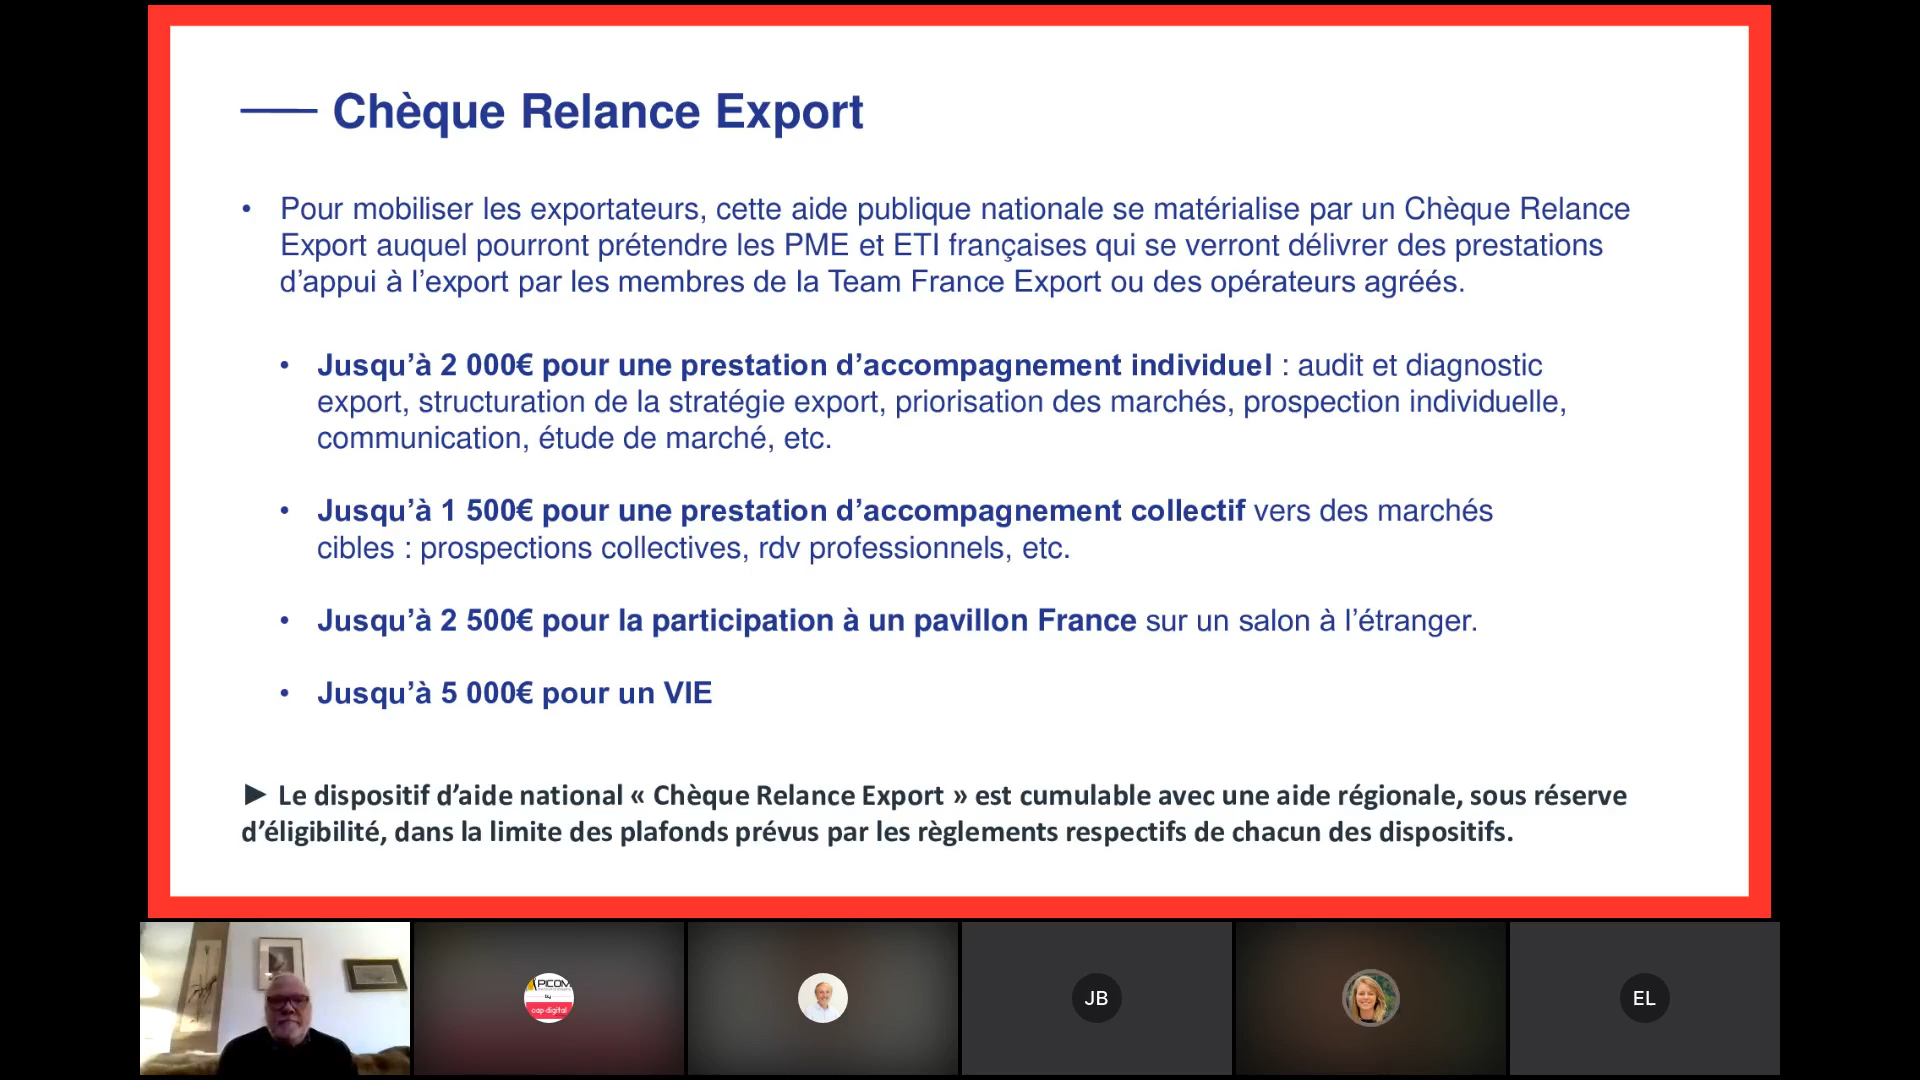 Chèque Relance Export
• Pour mobiliser les exportateurs, cette aide publique nationale se matérialise par un Chèque Relance
Export auquel pourront prétendre les PME et ETI françaises qui se verront délivrer des prestations
d’appui à l’export par les membres de la Team France Export ou des opérateurs agréés.
• Jusqu’à 2 000€ pour une prestation d’accompagnement individuel : audit et diagnostic
export, structuration de la stratégie export, priorisation des marchés, prospection individuelle,
communication, étude de marché, etc.
• Jusqu’à 1 500€ pour une prestation d’accompagnement collectif vers des marchés
cibles : prospections collectives, rdv professionnels, etc.
• Jusqu’à 2 500€ pour la participation à un pavillon France sur un salon à l’étranger.
• Jusqu’à 5 000€ pour un VIE
► Le dispositif d’aide national « Chèque Relance Export » est cumulable avec une aide régionale, sous réserve
d’éligibilité, dans la limite des plafonds prévus par les règlements respectifs de chacun des dispositifs.
PICOM
by
cap digital
JB
EL